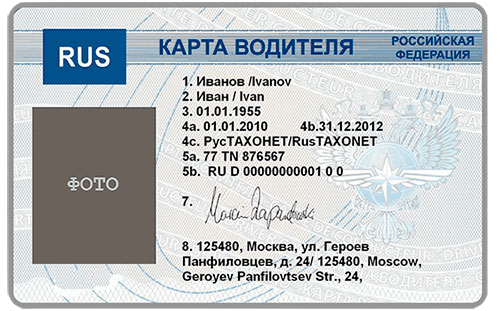 RUS
КАРТА ВОДИТЕЛЯ
РОССИЙСКАЯ
ФЕДЕРАЦИЯ
1. Иванов /Ivanov
2. Иван / Ivan
3. 01.01.1955
4a. 01.01.2010 4b.31.12.2012
4c. РусТАХОНЕТ/RusTAXONET
5a. 77 TN 876567
5b. RU D 00000000001 0 0
7.
ФОТО
8. 125480, Москва, ул. Героев
Панфиловцев, д. 24/ 125480, Moscow,
Geroyev Panfilovtsev Str., 24,